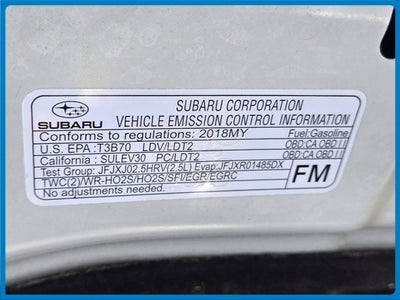 SUBARU CORPORATION
SUBARU
VEHICLE EMISSION CONTROL INFORMATION
Conforms to regulations: 2018MY Fuel:Gasoline
U.S. EPA :T3B70 LDV/LDT2 OBD:CA OBD II
California : SULEV30 PC/LDT2 OBD:CA OBD II
Test Group: JFJXJ02.5HRV(2.5L) Evap:JFJXR01485DX
TWC(2)/WR-HO2S/HO2S/SFI/EGR/EGRC
No adjustments needed.
FM